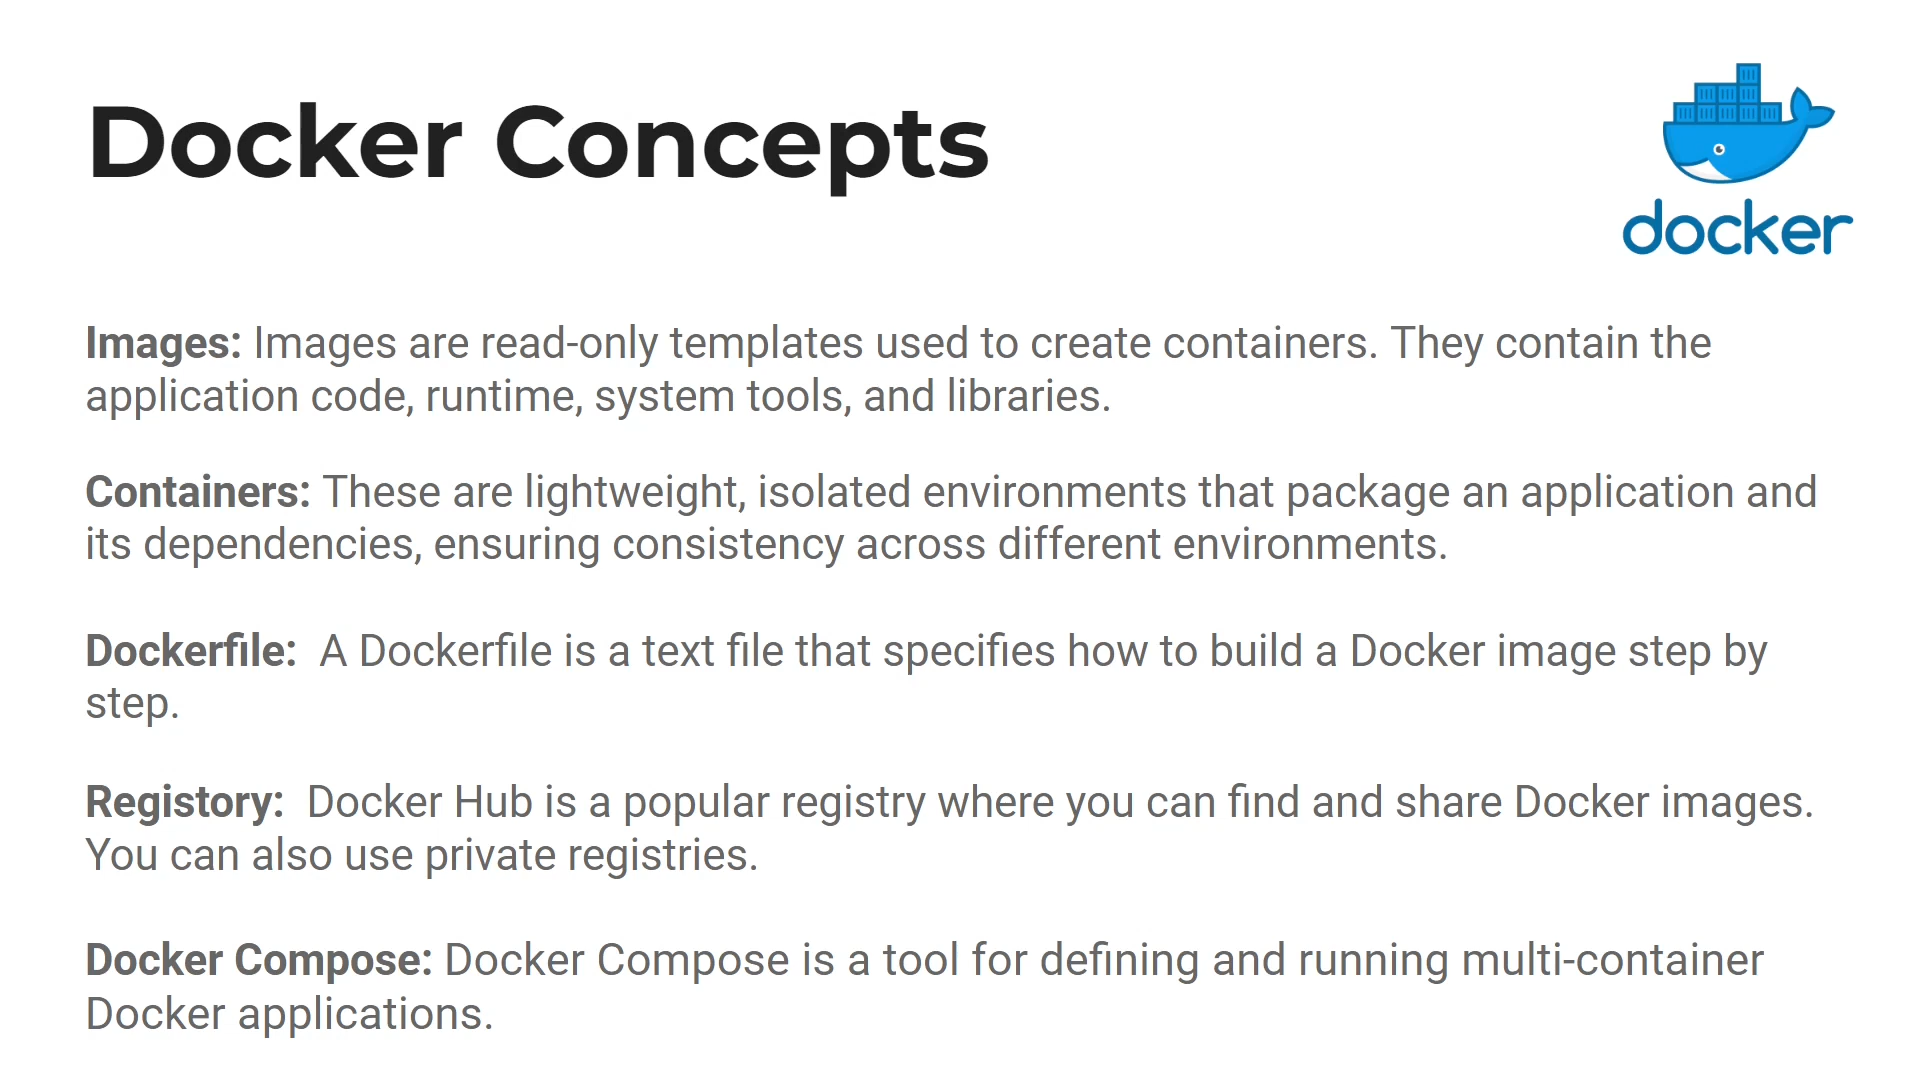 Docker Concepts
docker
Images: Images are read-only templates used to create containers. They contain the
application code, runtime, system tools, and libraries.
Containers: These are lightweight, isolated environments that package an application and
its dependencies, ensuring consistency across different environments.
Dockerfile:  A Dockerfile is a text file that specifies how to build a Docker image step by
step.
Registory:  Docker Hub is a popular registry where you can find and share Docker images.
You can also use private registries.
Docker Compose: Docker Compose is a tool for defining and running multi-container
Docker applications.